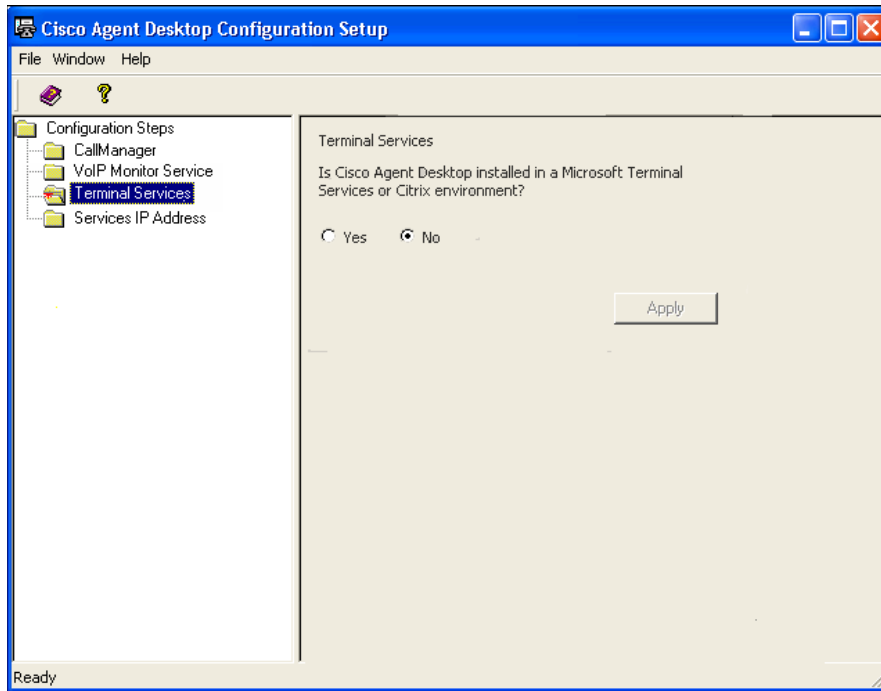 Cisco Agent Desktop Configuration Setup
File Window Help
Configuration Steps
CallManager
VoIP Monitor Service
Terminal Services
Services IP Address
Terminal Services
Is Cisco Agent Desktop installed in a Microsoft Terminal
Services or Citrix environment?
Yes No
Apply
Ready